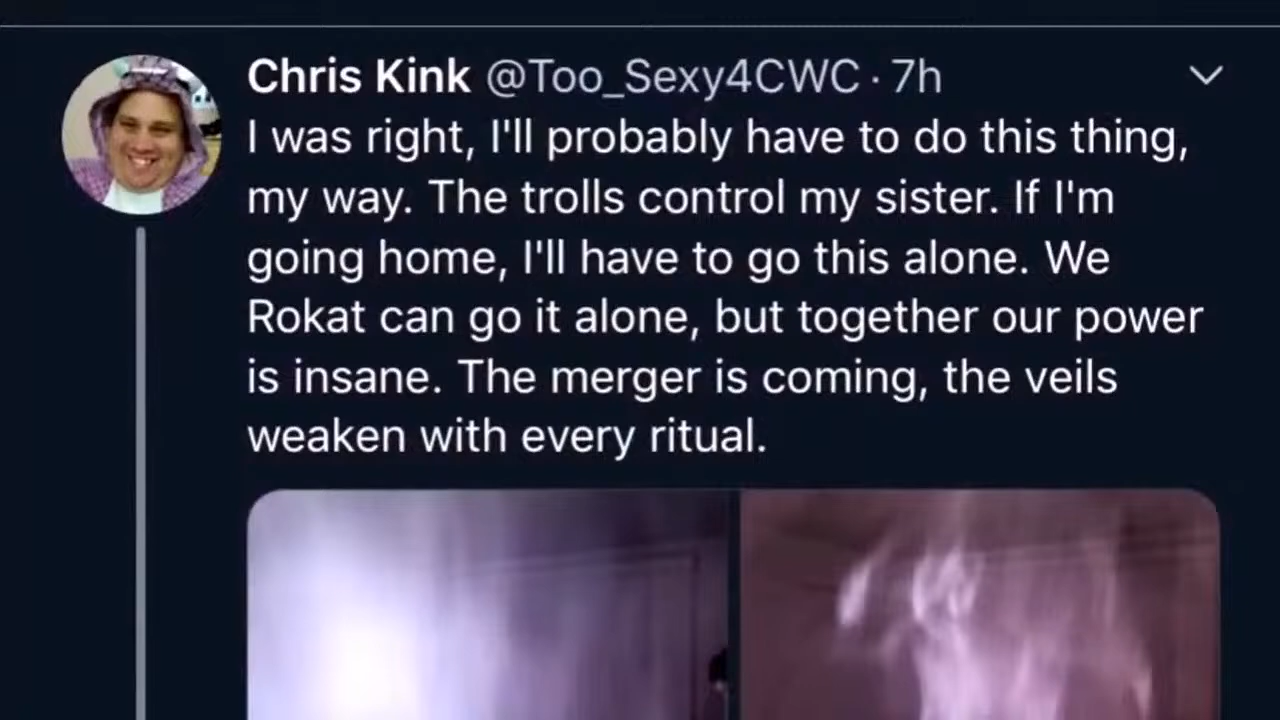 Chris Kink @Too_Sexy4CWC · 7h
I was right, I'll probably have to do this thing,
my way. The trolls control my sister. If I'm
going home, I'll have to go this alone. We
Rokat can go it alone, but together our power
is insane. The merger is coming, the veils
weaken with every ritual.